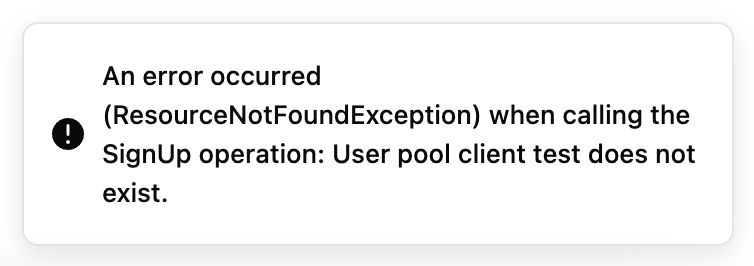 An error occurred
(ResourceNotFoundException) when calling the
SignUp operation: User pool client test does not
exist.